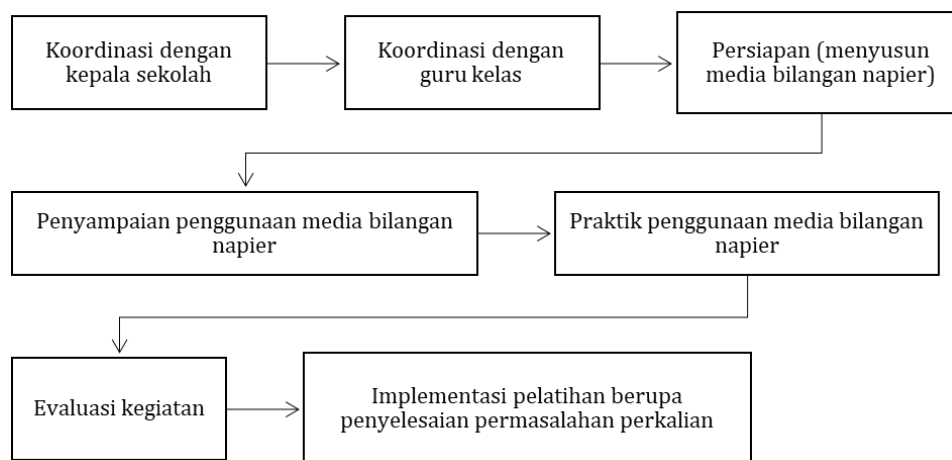 Koordinasi dengan
kepala sekolah
Koordinasi dengan
guru kelas
Persiapan (menyusun
media bilangan napier)
Penyampaian penggunaan media bilangan
napier
Praktik penggunaan media bilangan
napier
Evaluasi kegiatan
Implementasi pelatihan berupa
penyelesaian permasalahan perkalian